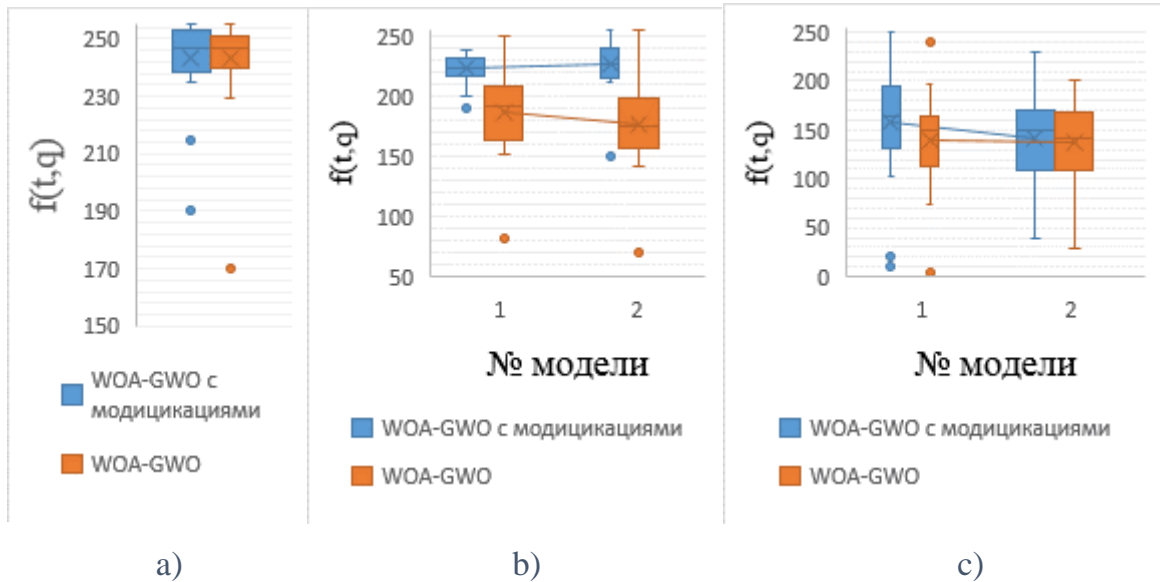 f(t,q)
250
230
210
190
170
150
WOA-GWO с
модицикациями
WOA-GWO
a)
f(t,q)
250
200
150
100
50
1
2
№ модели
WOA-GWO с модицикациями
WOA-GWO
b)
f(t,q)
250
200
150
100
50
0
1
2
№ модели
WOA-GWO с модицикациями
WOA-GWO
c)